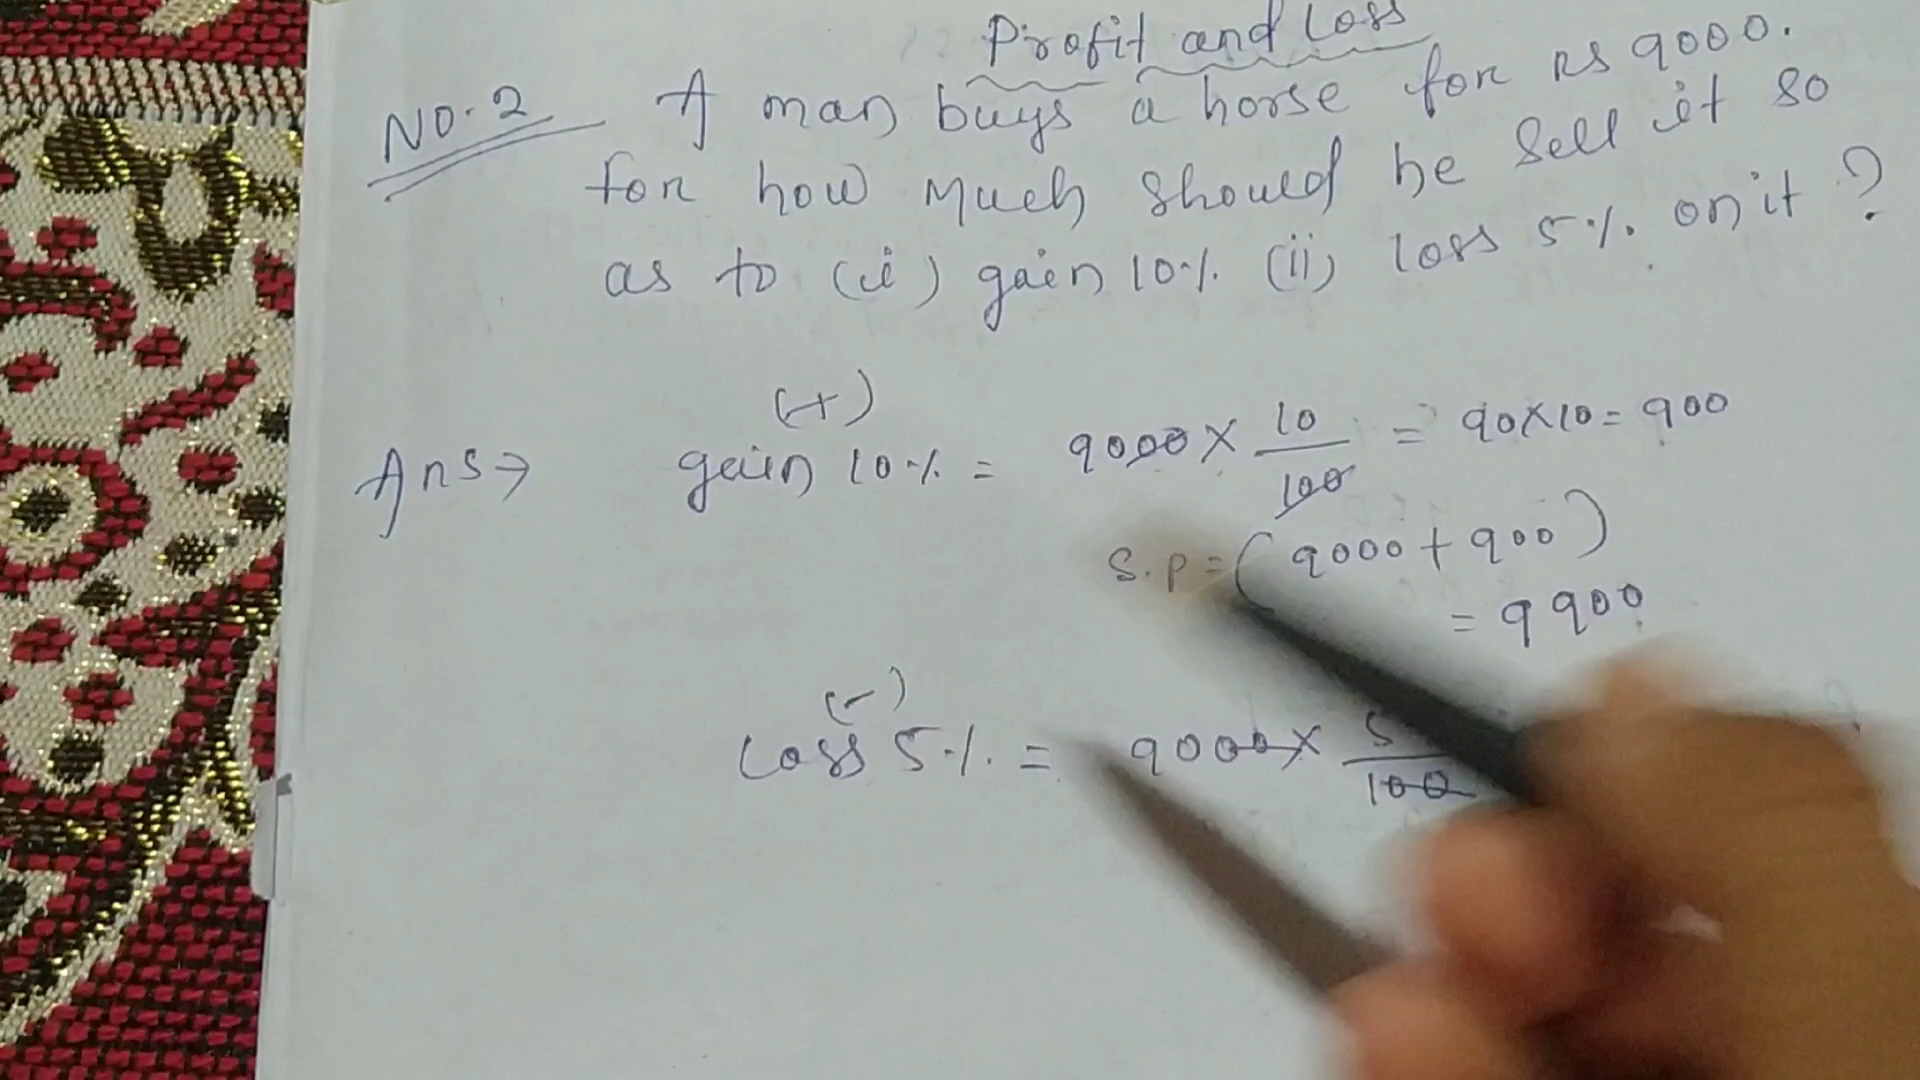 Profit and Loss
NO.2 A man buys a horse for rs 9000.
for how much should he sell it so
as to (i) gain 10% (ii) loss 5% on it?
(+)
Ans→ gain 10% = 9000 × 10/100 = 90×10 = 900
S.P = (9000 + 900)
= 9900
(-)
Loss 5% = 9000 × 5/100